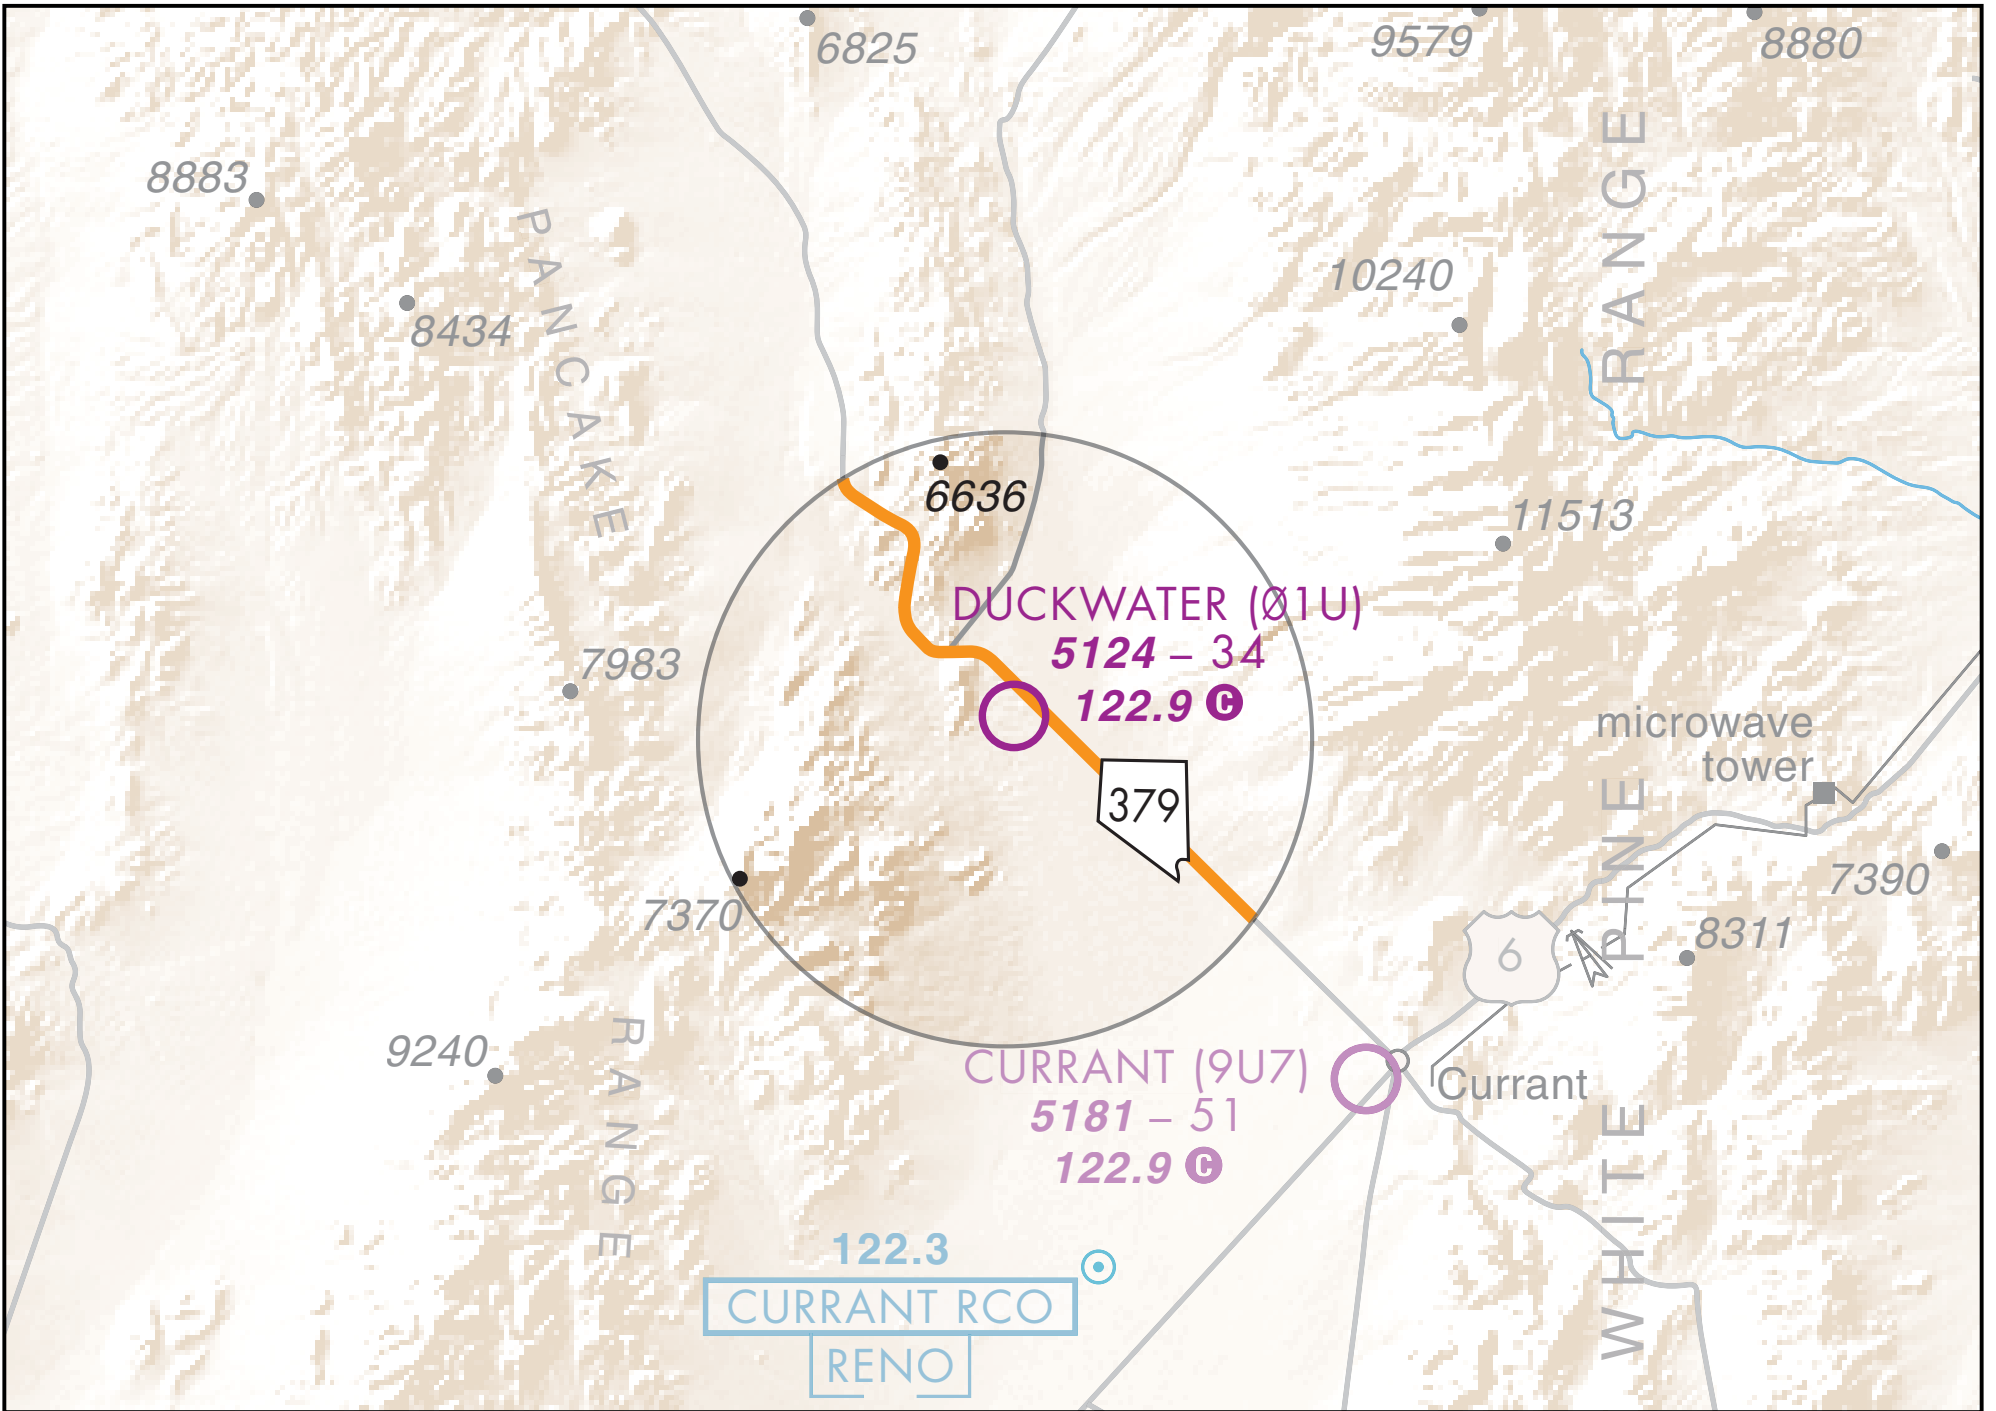 6825
9579
8880
8883
PANCAKE
RANGE
10240
8434
6636
11513
DUCKWATER (Ø1U)
5124 – 34
122.9 C
7983
microwave
tower
379
7390
7370
6
8311
WHITE PINE RANGE
9240
CURRANT (9U7)
5181 – 51
122.9 C
Currant
122.3
CURRANT RCO
RENO